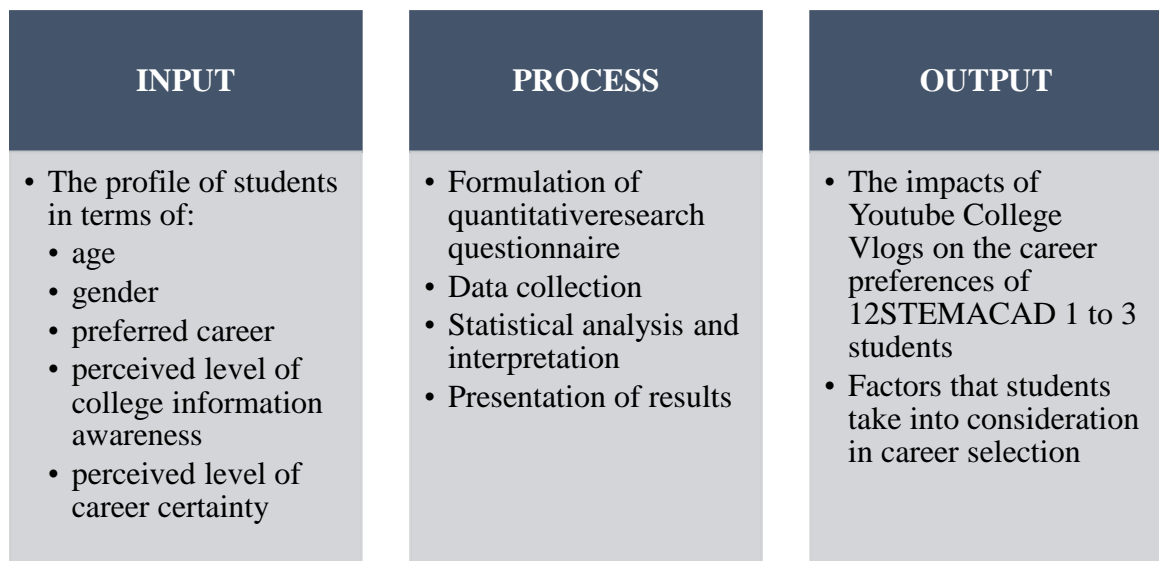 INPUT
• The profile of students
in terms of:
• age
• gender
• preferred career
• perceived level of
college information
awareness
• perceived level of
career certainty
PROCESS
• Formulation of
quantitativeresearch
questionnaire
• Data collection
• Statistical analysis and
interpretation
• Presentation of results
OUTPUT
• The impacts of
Youtube College
Vlogs on the career
preferences of
12STEMACAD 1 to 3
students
• Factors that students
take into consideration
in career selection